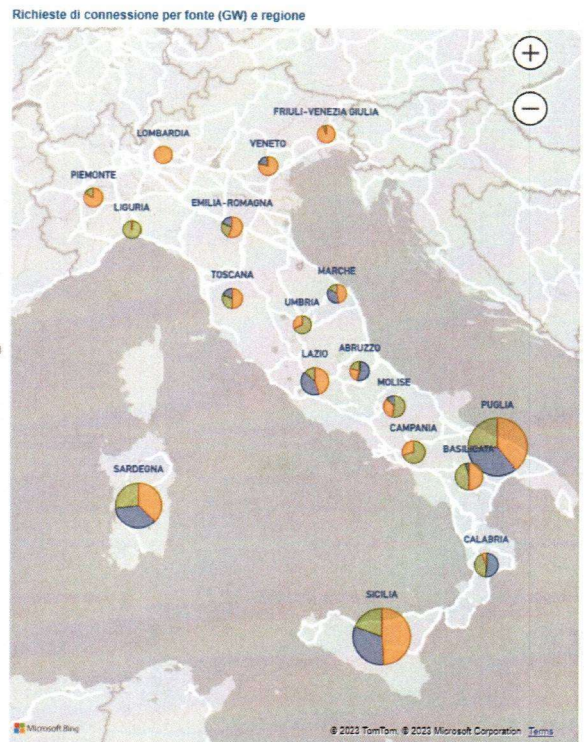 Richieste di connessione per fonte (GW) e regione
+
−
FRIULI-VENEZIA GIULIA
LOMBARDIA
VENETO
PIEMONTE
EMILIA-ROMAGNA
LIGURIA
TOSCANA
MARCHE
UMBRIA
ABRUZZO
LAZIO
MOLISE
PUGLIA
CAMPANIA
BASILICATA
SARDEGNA
CALABRIA
SICILIA
Microsoft Bing
© 2023 TomTom, © 2023 Microsoft Corporation Terms